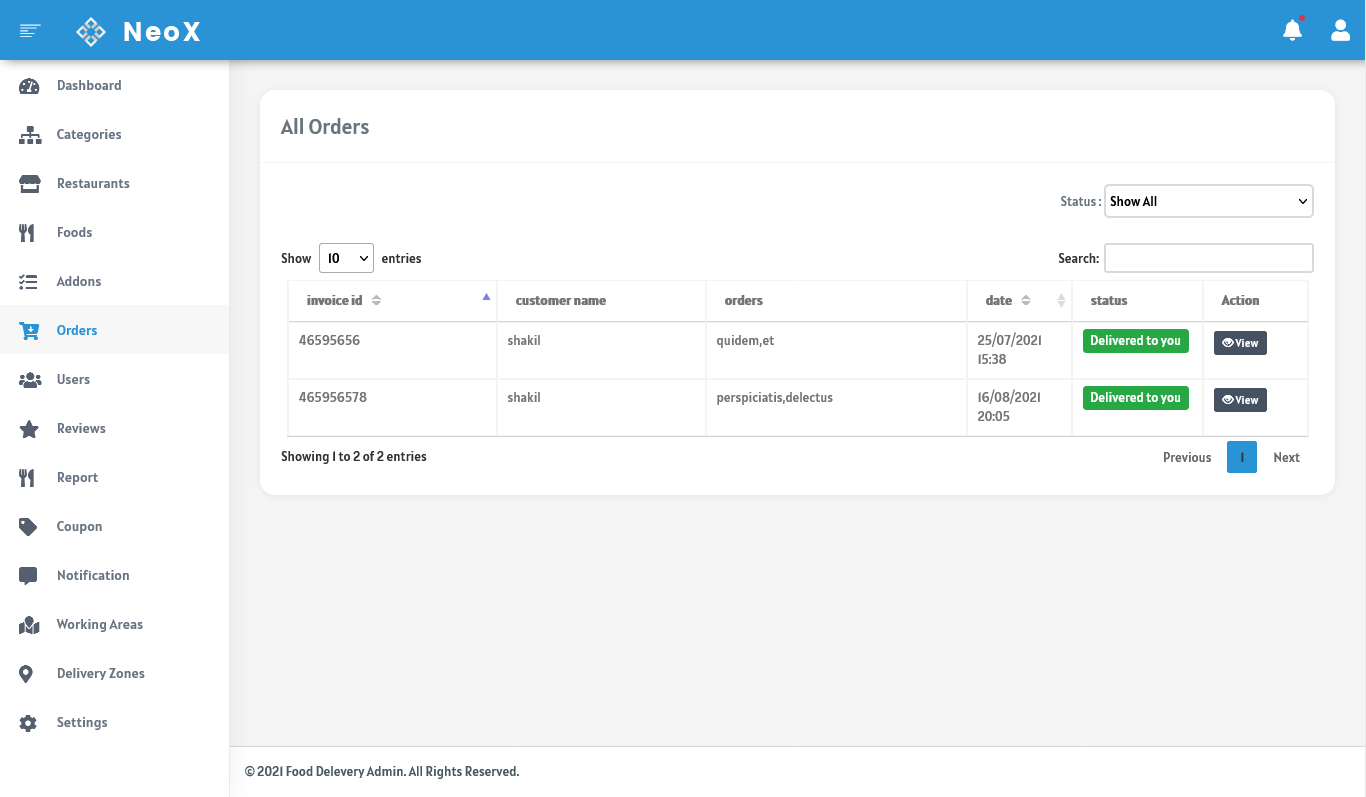 NeoX
Dashboard
Categories
Restaurants
Foods
Addons
Orders
Users
Reviews
Report
Coupon
Notification
Working Areas
Delivery Zones
Settings
All Orders
Status : Show All
Show 10 entries Search:
invoice id customer name orders date status Action
46595656 shakil quidem,et 25/07/2021 Delivered to you View
15:38
465956578 shakil perspiciatis,delectus 16/08/2021 Delivered to you View
20:05
Showing 1 to 2 of 2 entries Previous 1 Next
© 2021 Food Delevery Admin. All Rights Reserved.